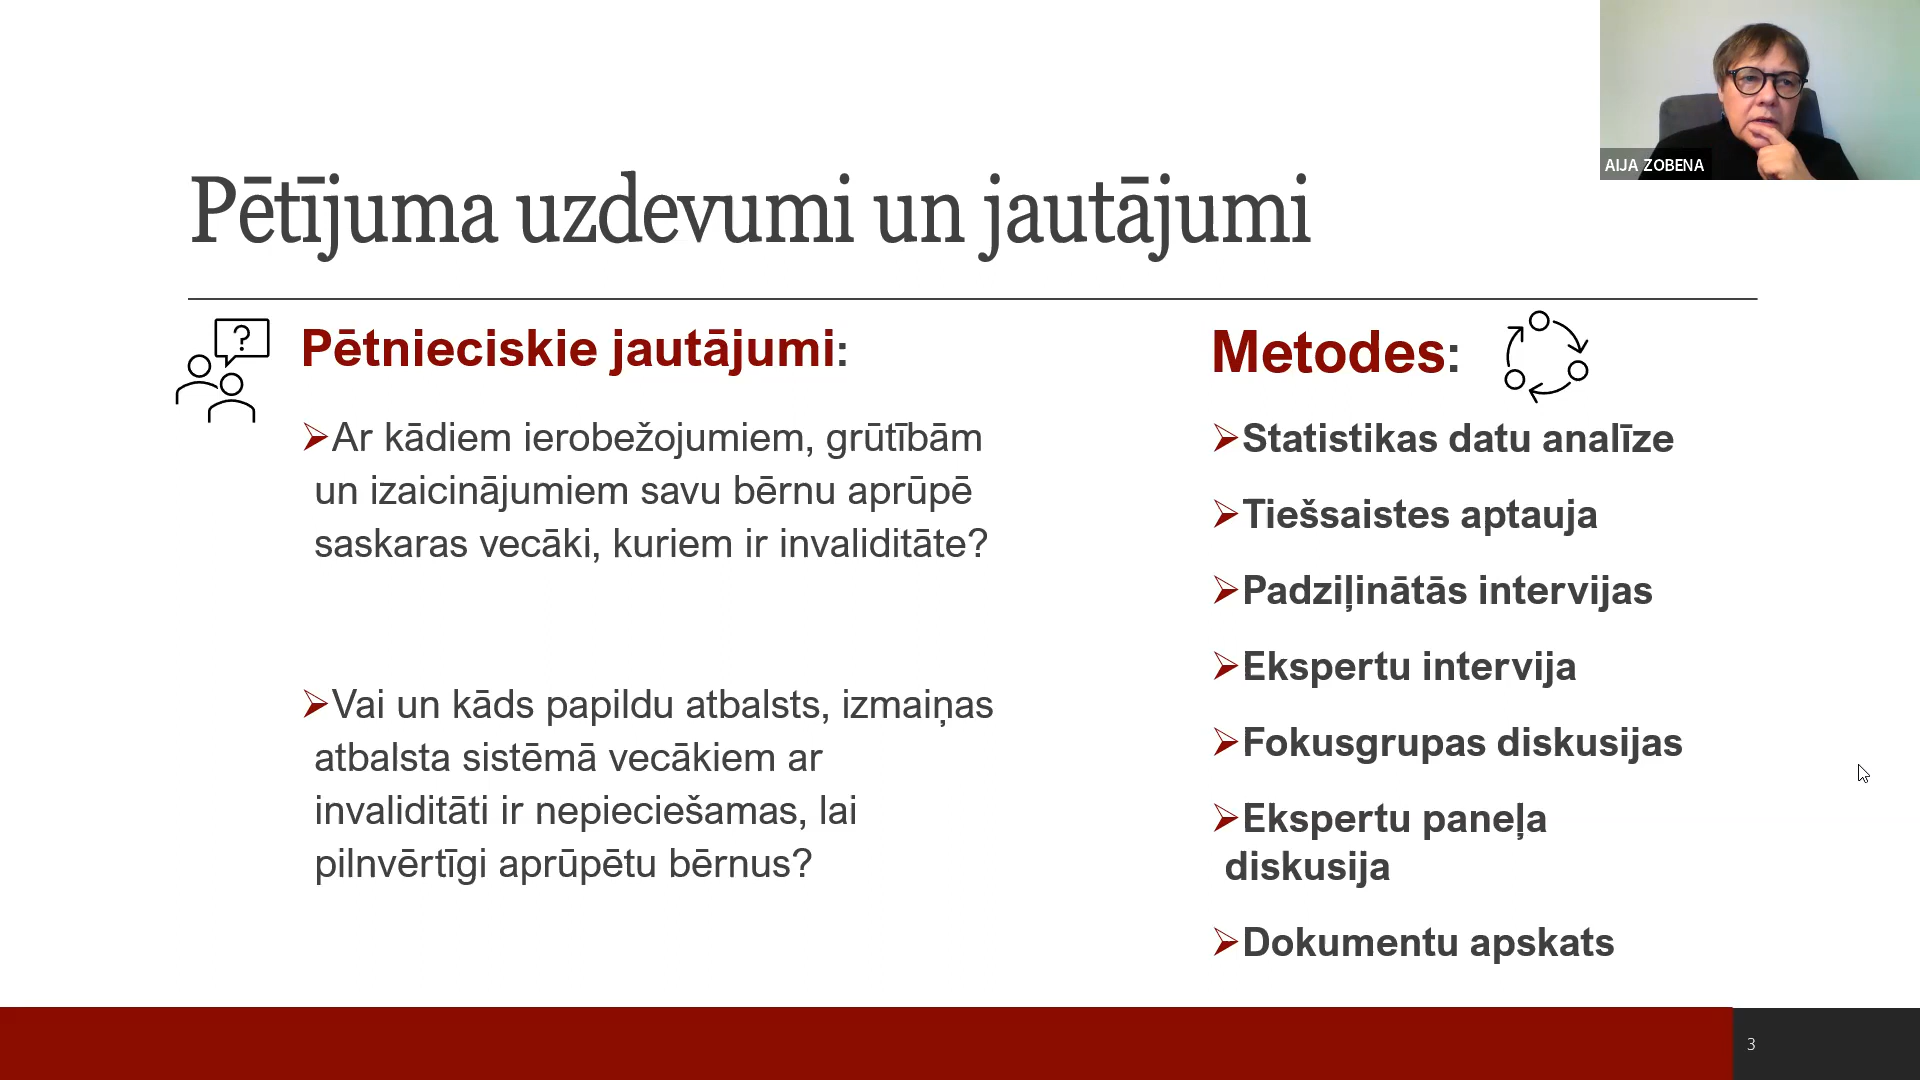 AIJA ZOBENA
Pētījuma uzdevumi un jautājumi
?
Pētnieciskie jautājumi:
➢Ar kādiem ierobežojumiem, grūtībām
un izaicinājumiem savu bērnu aprūpē
saskaras vecāki, kuriem ir invaliditāte?
➢Vai un kāds papildu atbalsts, izmaiņas
atbalsta sistēmā vecākiem ar
invaliditāti ir nepieciešamas, lai
pilnvērtīgi aprūpētu bērnus?
Metodes:
➢Statistikas datu analīze
➢Tiešsaistes aptauja
➢Padziļinātās intervijas
➢Ekspertu intervija
➢Fokusgrupas diskusijas
➢Ekspertu paneļa
diskusija
➢Dokumentu apskats
3